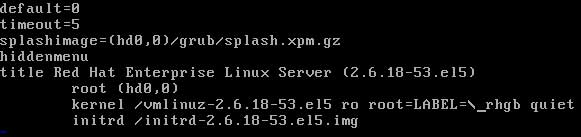 default=0
timeout=5
splashimage=(hd0,0)/grub/splash.xpm.gz
hiddenmenu
title Red Hat Enterprise Linux Server (2.6.18-53.el5)
root (hd0,0)
kernel /vmlinuz-2.6.18-53.el5 ro root=LABEL=\_rhgb quiet
initrd /initrd-2.6.18-53.el5.img